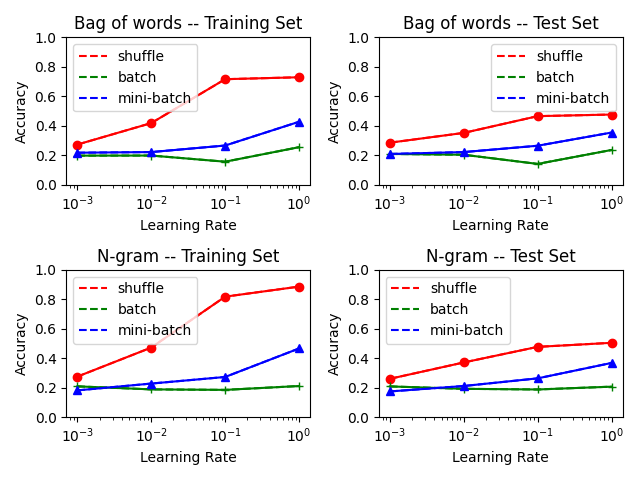 Bag of words -- Training Set
Accuracy
1.0
0.8
0.6
0.4
0.2
0.0
shuffle
batch
mini-batch
10⁻³ 10⁻² 10⁻¹ 10⁰
Learning Rate
Bag of words -- Test Set
Accuracy
1.0
0.8
0.6
0.4
0.2
0.0
shuffle
batch
mini-batch
10⁻³ 10⁻² 10⁻¹ 10⁰
Learning Rate
N-gram -- Training Set
Accuracy
1.0
0.8
0.6
0.4
0.2
0.0
shuffle
batch
mini-batch
10⁻³ 10⁻² 10⁻¹ 10⁰
Learning Rate
N-gram -- Test Set
Accuracy
1.0
0.8
0.6
0.4
0.2
0.0
shuffle
batch
mini-batch
10⁻³ 10⁻² 10⁻¹ 10⁰
Learning Rate